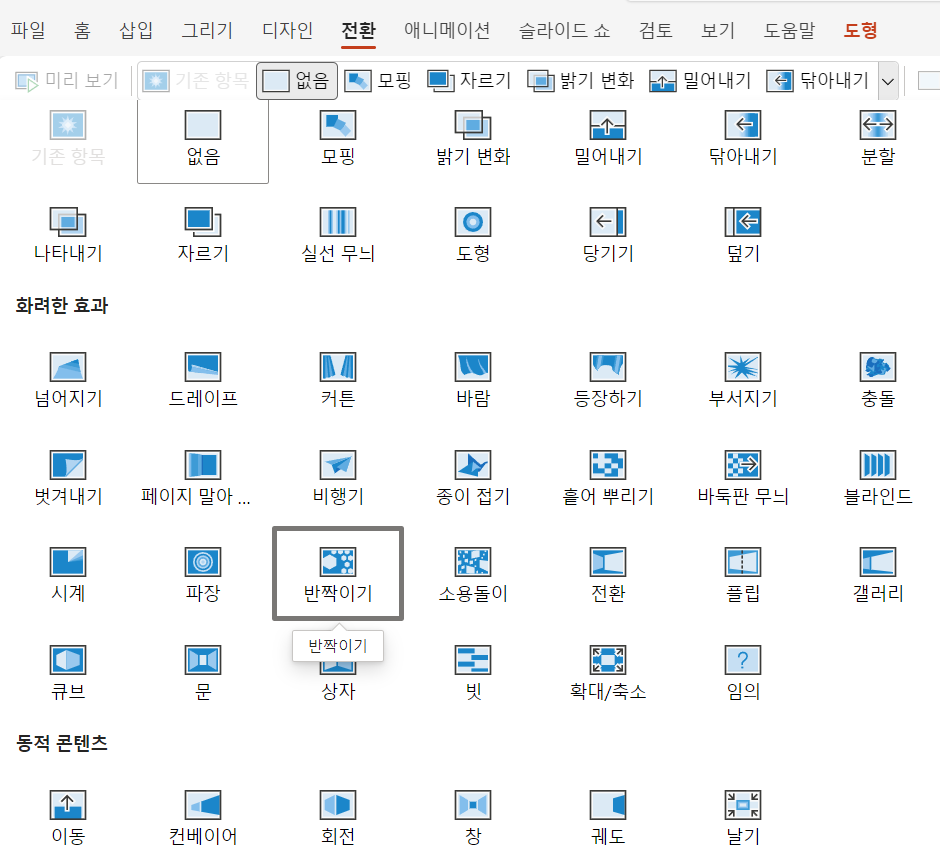 파일 홈 삽입 그리기 디자인 전환 애니메이션 슬라이드 쇼 검토 보기 도움말 도형
미리 보기 기존 항목 없음 모핑 자르기 밝기 변화 밀어내기 닦아내기
기존 항목 없음 모핑 밝기 변화 밀어내기 닦아내기 분할
나타내기 자르기 실선 무늬 도형 당기기 덮기
화려한 효과
넘어지기 드레이프 커튼 바람 등장하기 부서지기 충돌
벗겨내기 페이지 말아 ... 비행기 종이 접기 흩어 뿌리기 바둑판 무늬 블라인드
시계 파장 반짝이기 소용돌이 전환 플립 갤러리
반짝이기
큐브 문 상자 빗 확대/축소 임의
동적 콘텐츠
이동 컨베이어 회전 창 궤도 날기